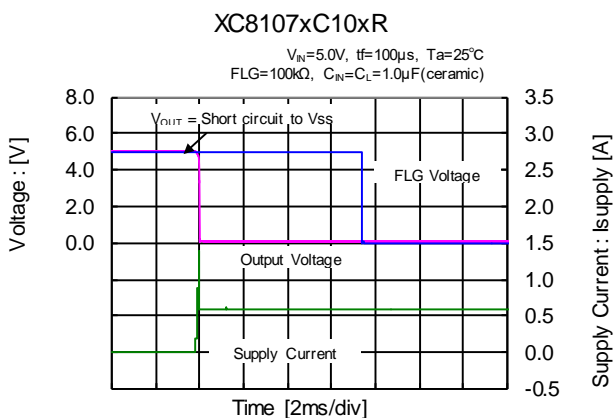 XC8107xC10xR
VIN=5.0V, tf=100μs, Ta=25°C
FLG=100kΩ, CIN=CL=1.0μF(ceramic)
8.0
6.0
4.0
2.0
0.0
Voltage : [V]
VOUT = Short circuit to Vss
FLG Voltage
Output Voltage
Supply Current
3.5
3.0
2.5
2.0
1.5
1.0
0.5
0.0
-0.5
Supply Current : Isupply [A]
Time [2ms/div]